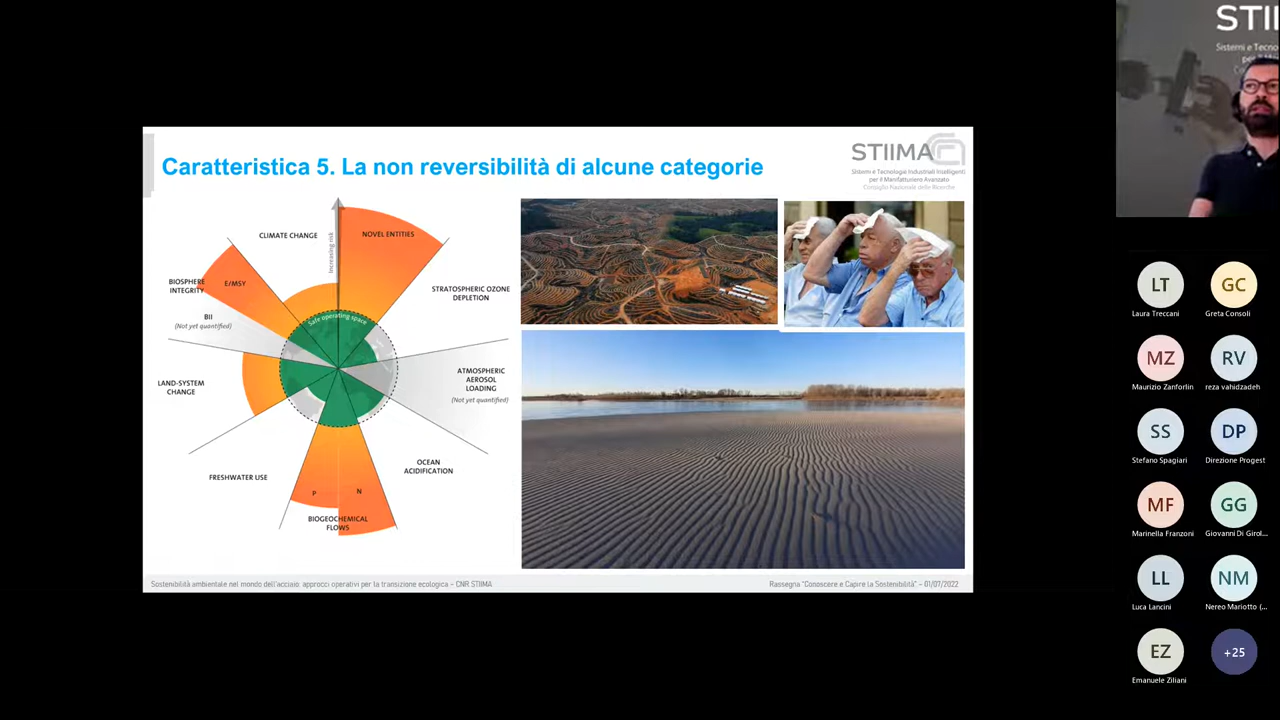 STII
Sistemi e Tecno
Caratteristica 5. La non reversibilità di alcune categorie
STIIMA
Sistemi e Tecnologie Industriali Intelligenti
per il Manifatturiero Avanzato
Consiglio Nazionale delle Ricerche
Increasing risk
CLIMATE CHANGE
NOVEL ENTITIES
BIOSPHERE
INTEGRITY
E/MSY
STRATOSPHERIC OZONE
DEPLETION
BII
(Not yet quantified)
Safe operating space
LAND-SYSTEM
CHANGE
ATMOSPHERIC
AEROSOL
LOADING
(Not yet quantified)
FRESHWATER USE
OCEAN
ACIDIFICATION
P
N
BIOGEOCHEMICAL
FLOWS
Sostenibilità ambientale nel mondo dell'acciaio: approcci operativi per la transizione ecologica – CNR STIIMA
Rassegna "Conoscere e Capire la Sostenibilità" – 01/07/2022
LT
Laura Treccani
GC
Greta Consoli
MZ
Maurizio Zanforlin
RV
reza vahidzadeh
SS
Stefano Spagiari
DP
Direzione Progest
MF
Marinella Franzoni
GG
Giovanni Di Girol...
LL
Luca Lancini
NM
Nereo Mariotto (...
EZ
Emanuele Ziliani
+25